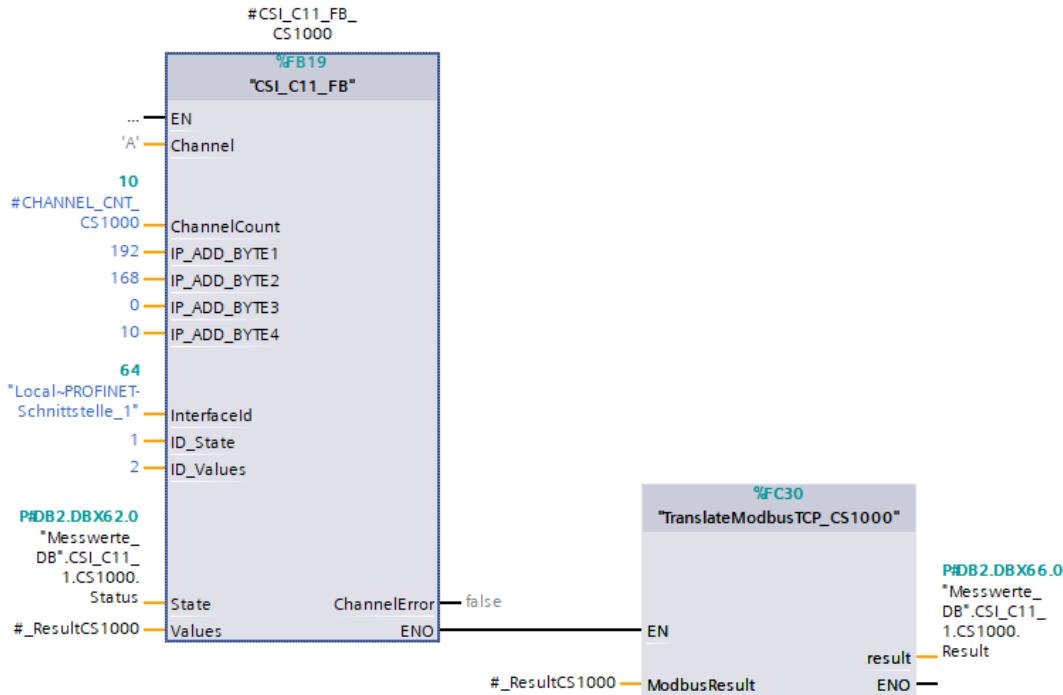 #CSI_C11_FB_
CS1000
%FB19
"CSI_C11_FB"
... EN
'A' Channel
10
#CHANNEL_CNT_
CS1000 ChannelCount
192 IP_ADD_BYTE1
168 IP_ADD_BYTE2
0 IP_ADD_BYTE3
10 IP_ADD_BYTE4
64
"Local~PROFINET-
Schnittstelle_1" InterfaceId
1 ID_State
2 ID_Values
P#DB2.DBX62.0
"Messwerte_
DB".CSI_C11_
1.CS1000.
Status State ChannelError false
#_ResultCS1000 Values ENO
%FC30
"TranslateModbusTCP_CS1000"
EN
P#DB2.DBX66.0
"Messwerte_
DB".CSI_C11_
1.CS1000.
result Result
#_ResultCS1000 ModbusResult ENO